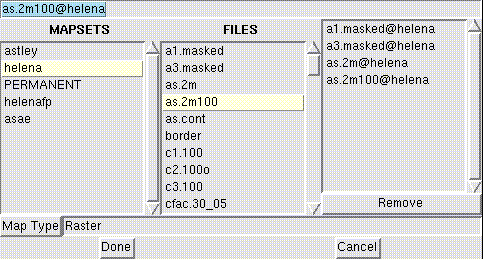 as.2m100@helena
MAPSETS
astley
helena
PERMANENT
helenafp
asae
FILES
a1.masked
a3.masked
as.2m
as.2m100
as.cont
border
c1.100
c2.100o
c3.100
cfac.30_05
a1.masked@helena
a3.masked@helena
as.2m@helena
as.2m100@helena
Remove
Map Type Raster
Done Cancel